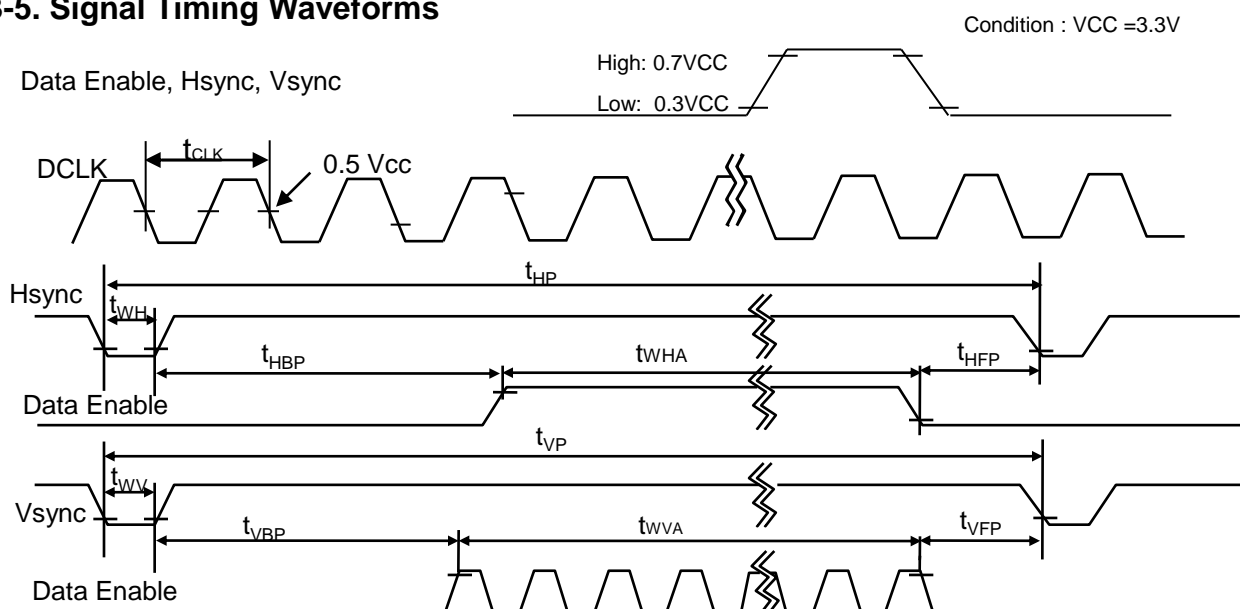 3-5. Signal Timing Waveforms
Condition : VCC =3.3V
High: 0.7VCC
Data Enable, Hsync, Vsync
Low: 0.3VCC
tCLK
0.5 Vcc
DCLK
tHP
Hsync
tWH
tHBP
tWHA
tHFP
Data Enable
tVP
tWV
Vsync
tVBP
tWVA
tVFP
Data Enable